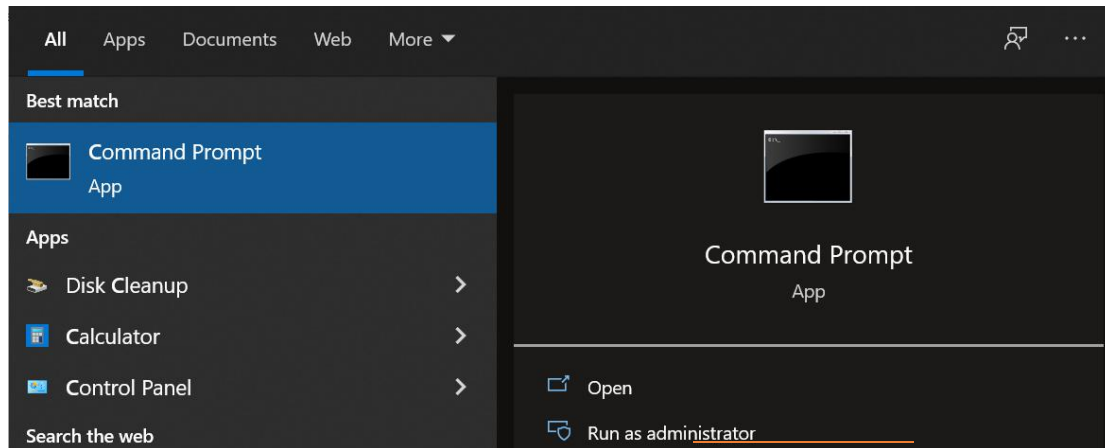 All Apps Documents Web More
Best match
Command Prompt
App
Apps
Disk Cleanup
Calculator
Control Panel
Search the web
Command Prompt
App
Open
Run as administrator